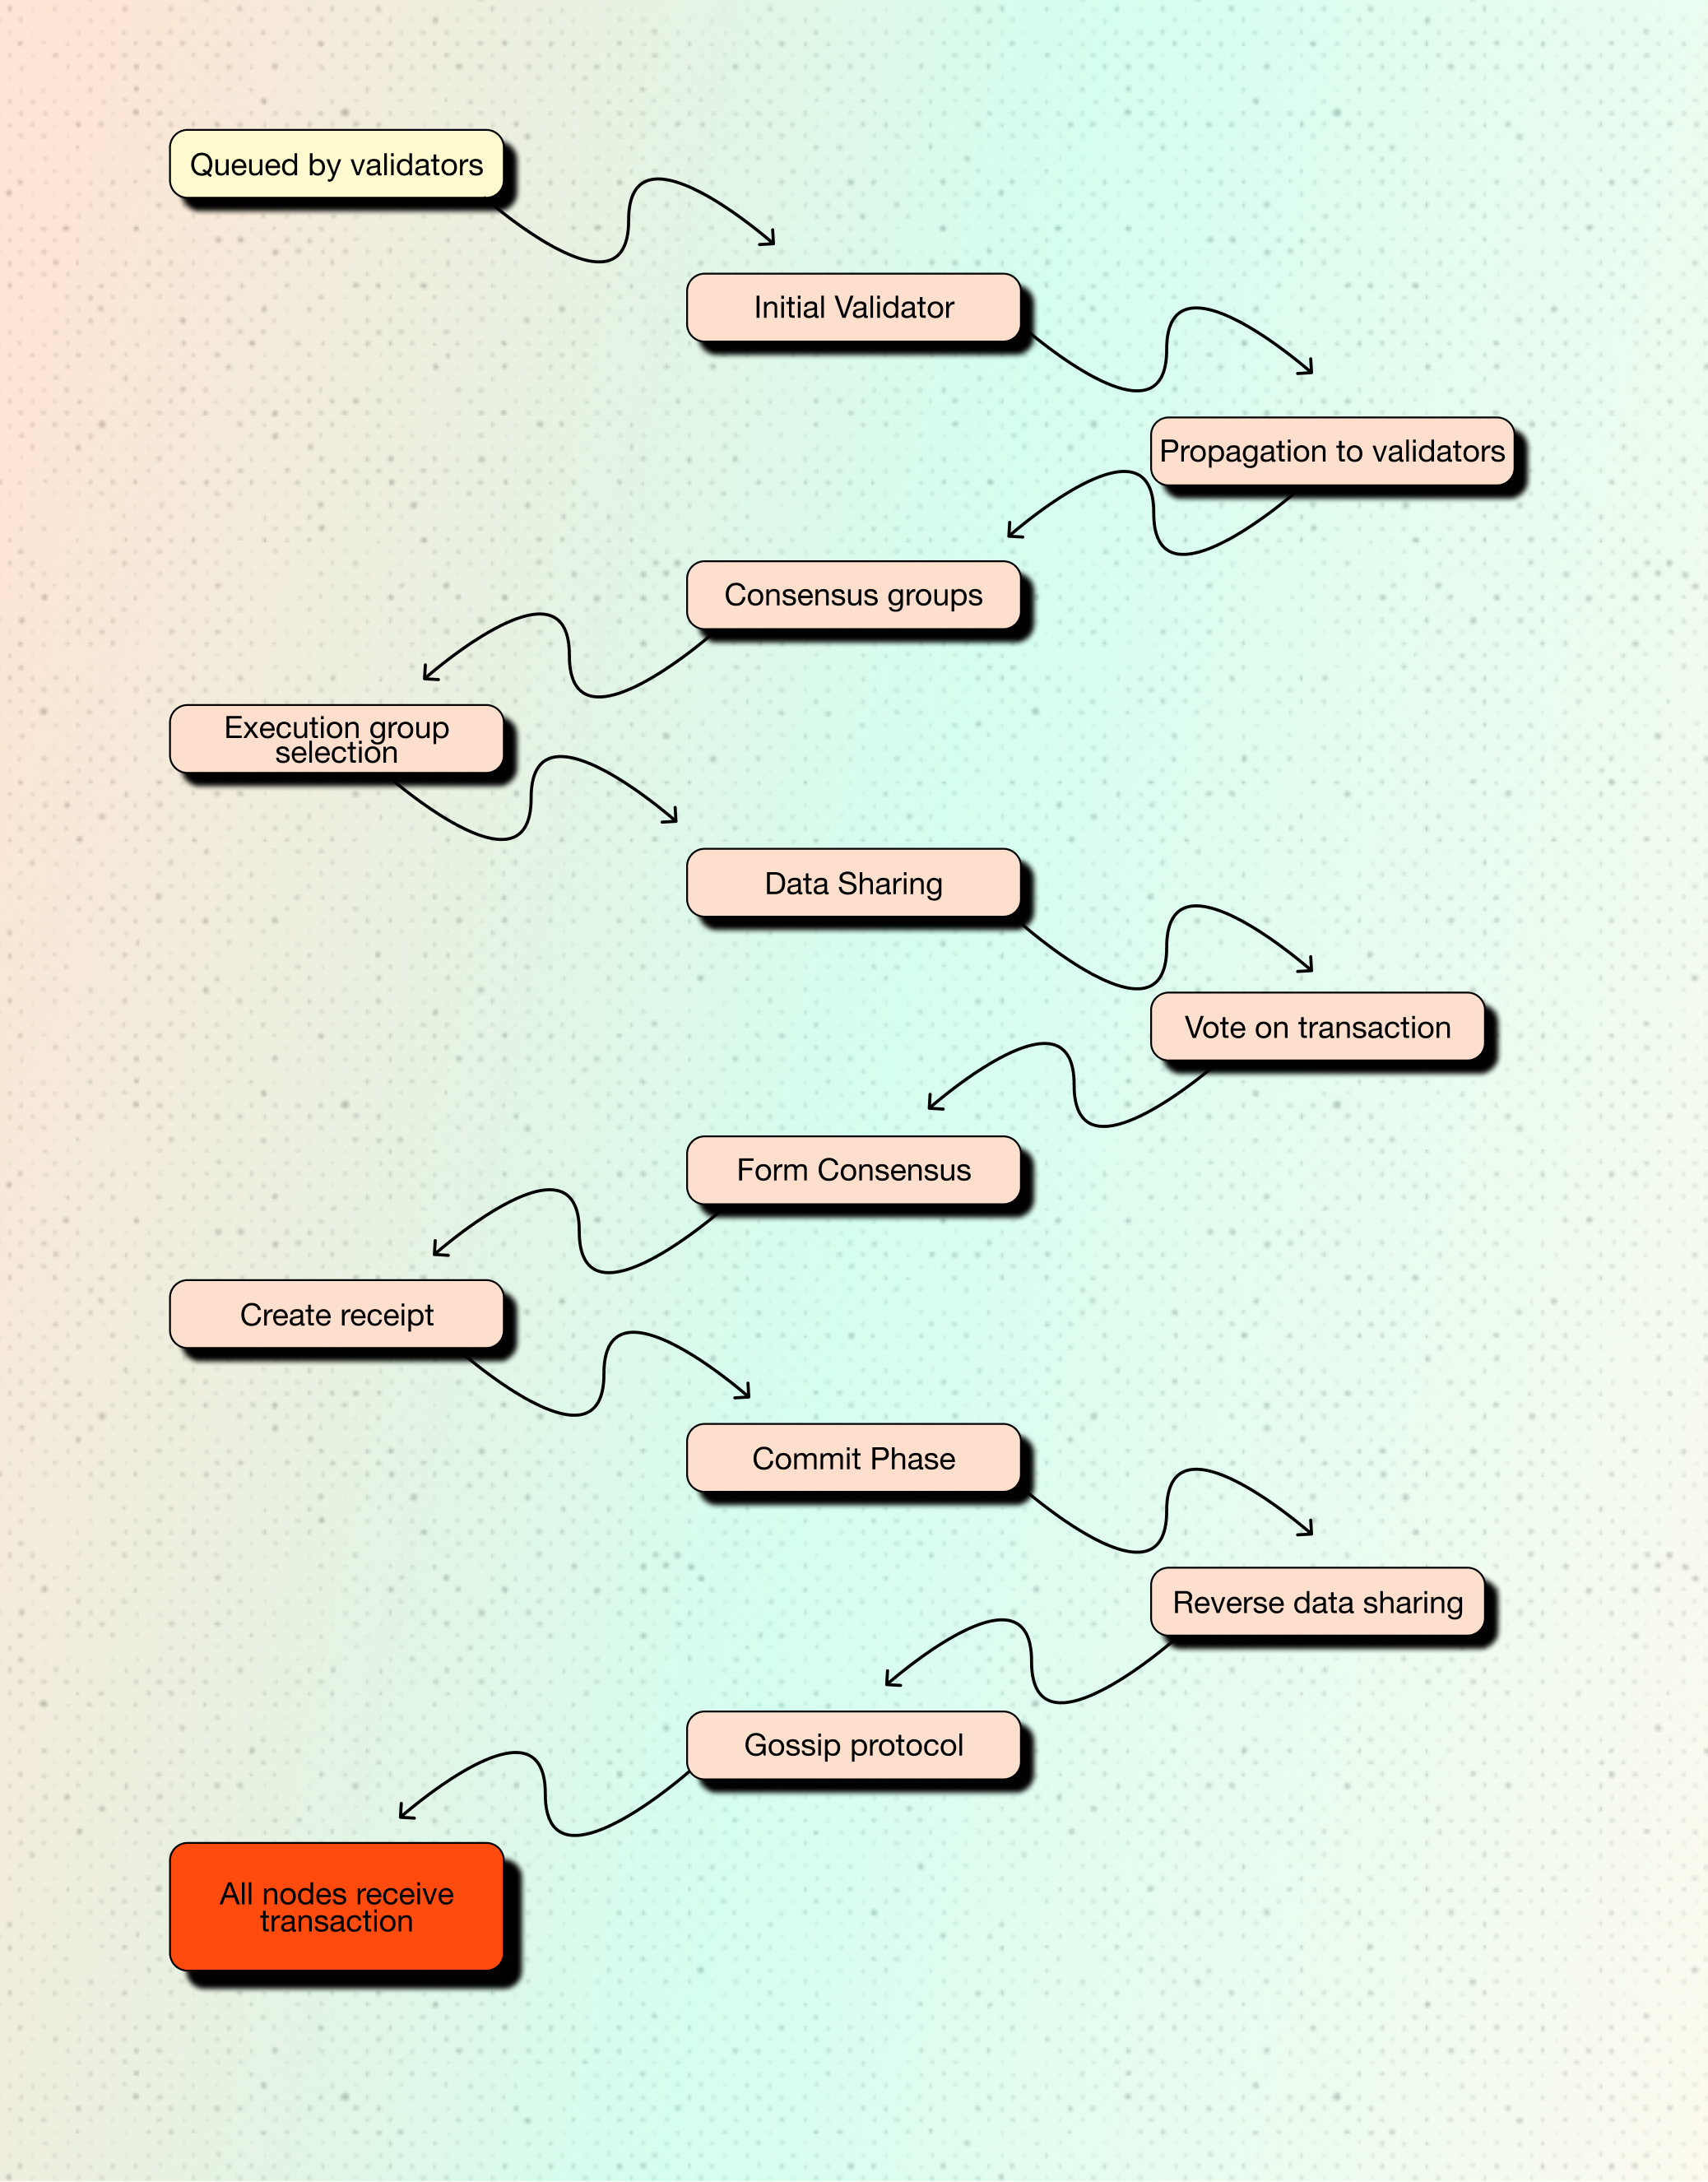 Queued by validators
Initial Validator
Propagation to validators
Consensus groups
Execution group
selection
Data Sharing
Vote on transaction
Form Consensus
Create receipt
Commit Phase
Reverse data sharing
Gossip protocol
All nodes receive
transaction